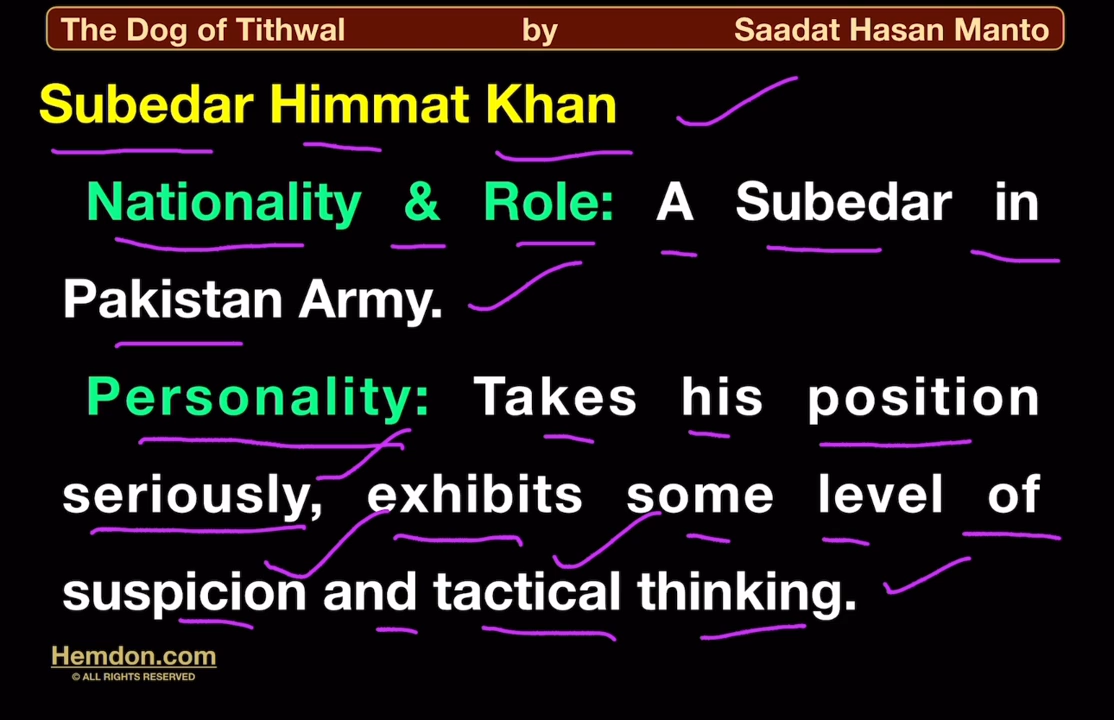 The Dog of Tithwal by Saadat Hasan Manto
Subedar Himmat Khan
Nationality & Role: A Subedar in
Pakistan Army.
Personality: Takes his position
seriously, exhibits some level of
suspicion and tactical thinking.
Hemdon.com
© ALL RIGHTS RESERVED